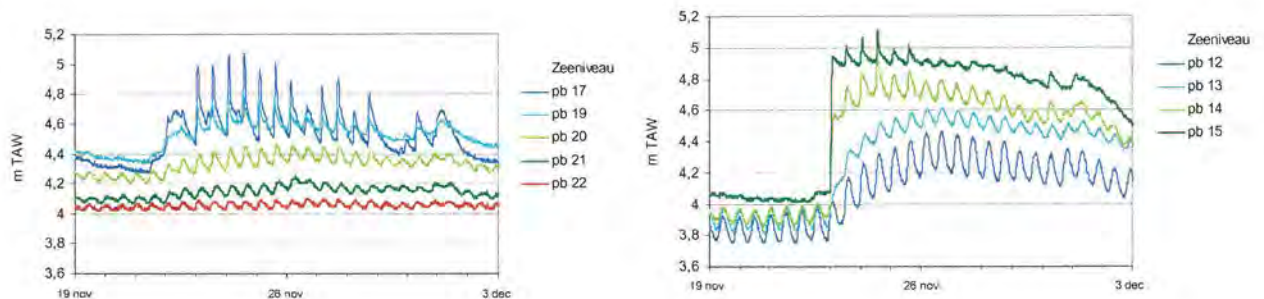 5,2
5
4,8
4,6
4,4
4,2
4
3,8
3,6
m TAW
19 nov
26 nov
3 dec
Zeeniveau
pb 17
pb 19
pb 20
pb 21
pb 22
5,2
5
4,8
4,6
4,4
4,2
4
3,8
3,6
m TAW
19 nov
26 nov
3 dec
Zeeniveau
pb 12
pb 13
pb 14
pb 15